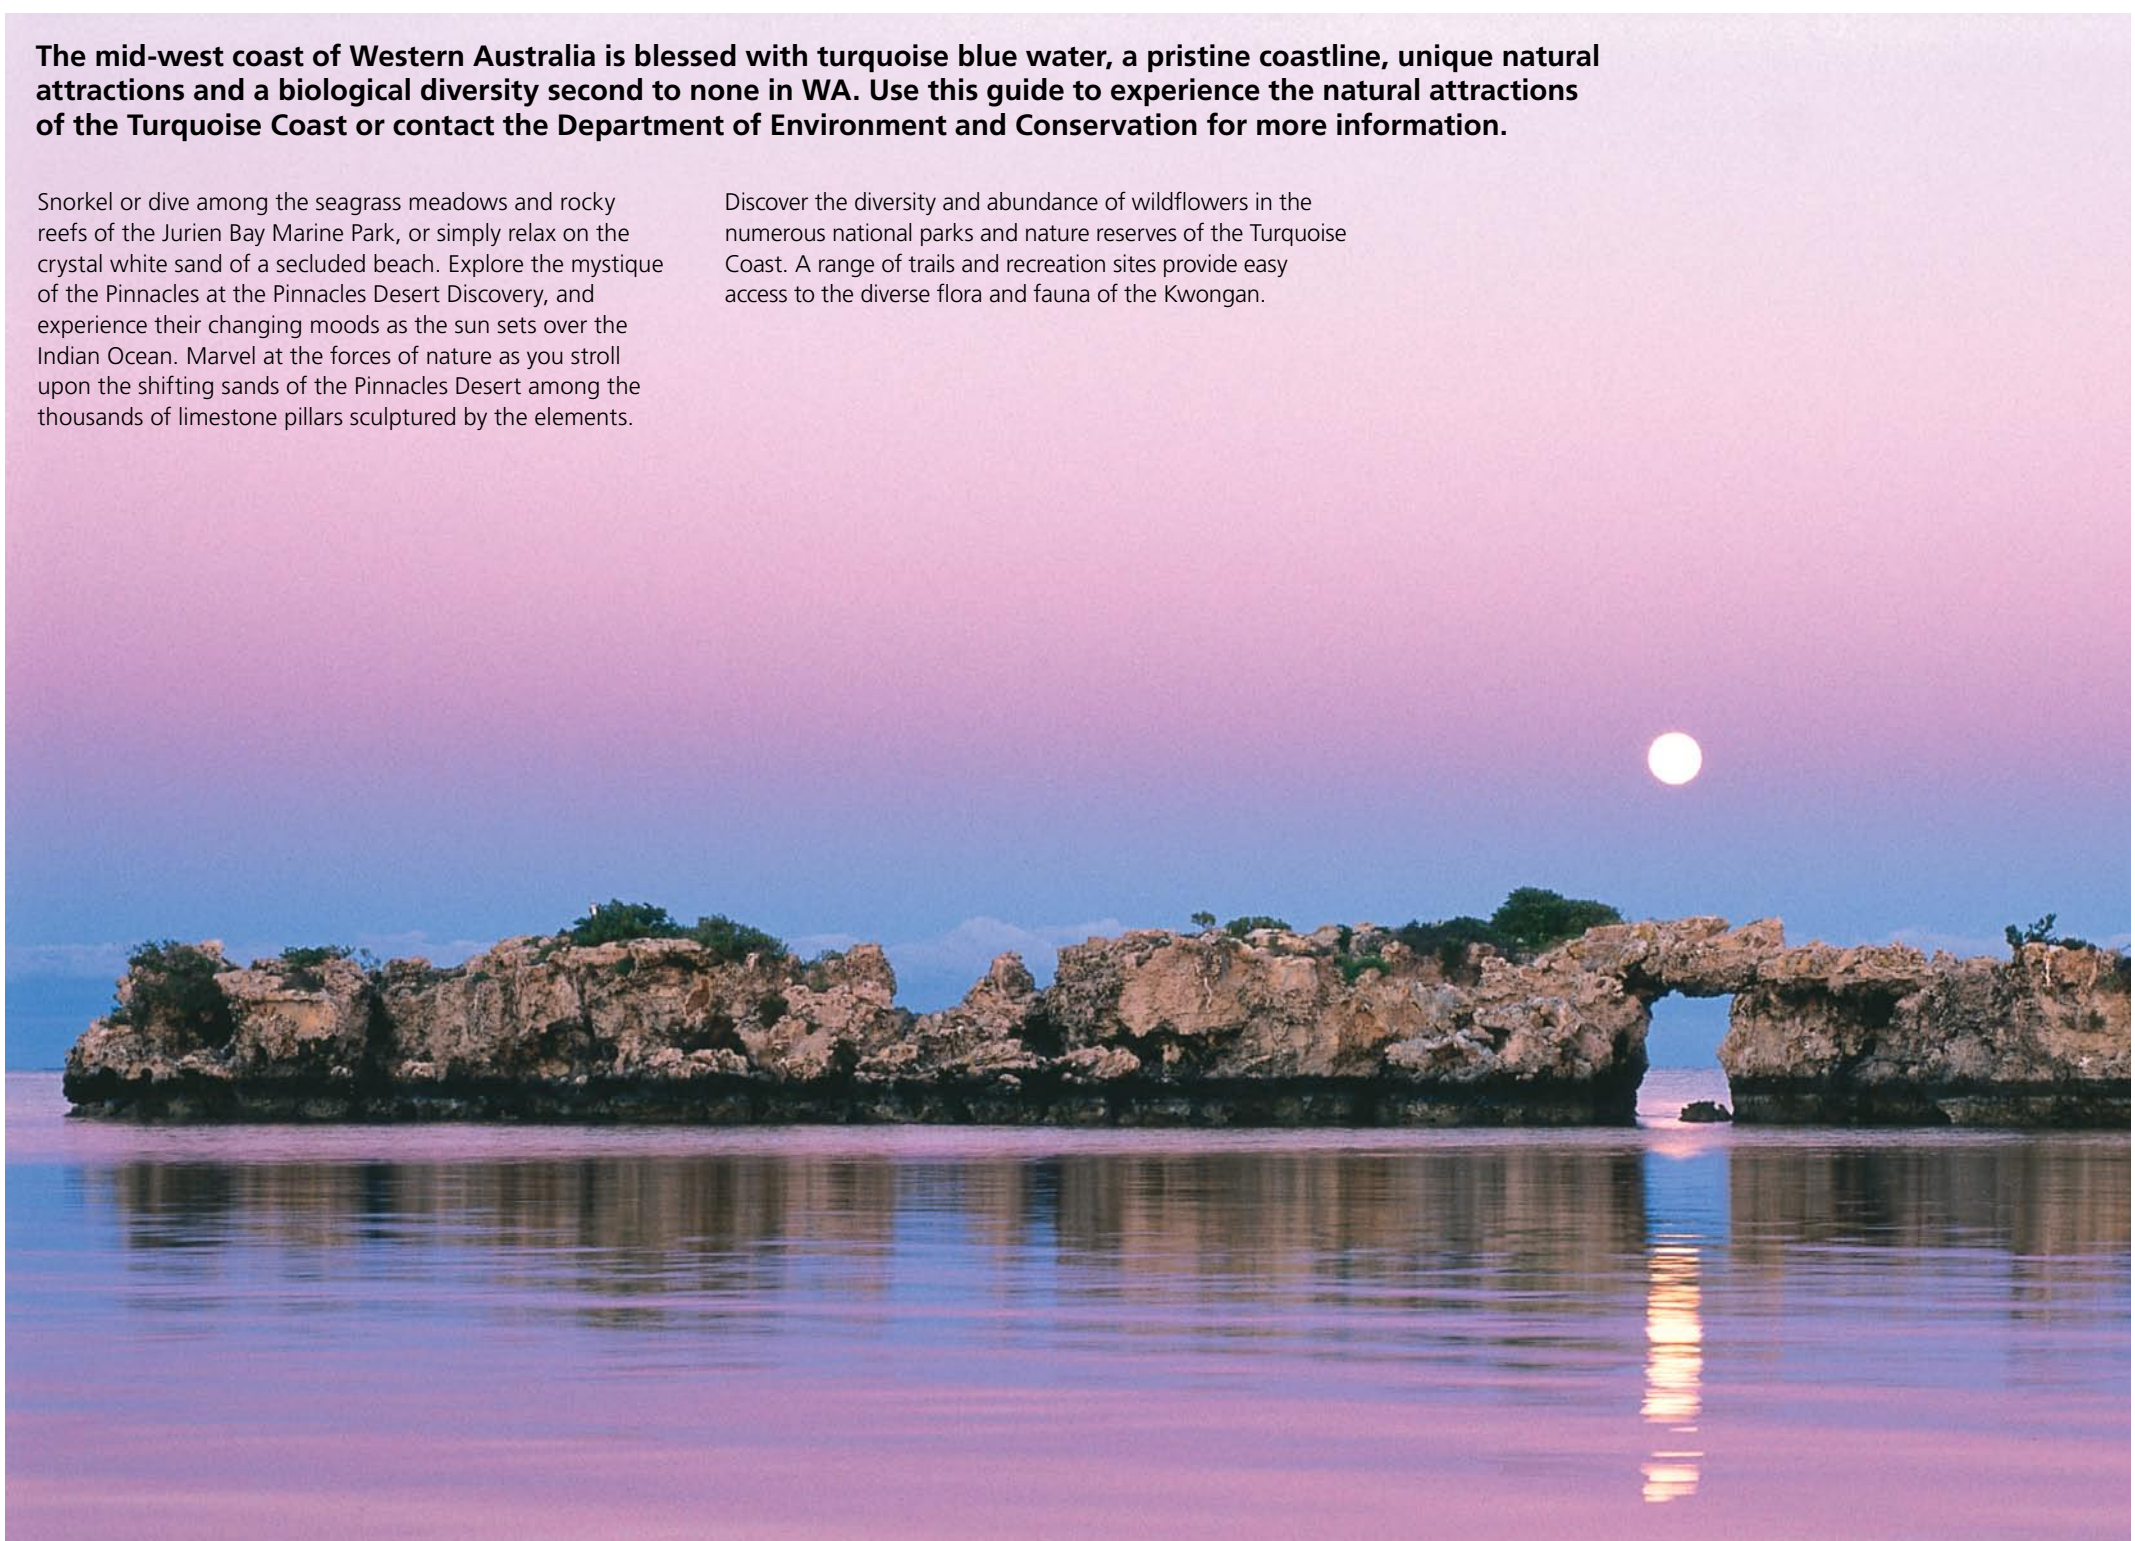 The mid-west coast of Western Australia is blessed with turquoise blue water, a pristine coastline, unique natural
attractions and a biological diversity second to none in WA. Use this guide to experience the natural attractions
of the Turquoise Coast or contact the Department of Environment and Conservation for more information.
Snorkel or dive among the seagrass meadows and rocky
reefs of the Jurien Bay Marine Park, or simply relax on the
crystal white sand of a secluded beach. Explore the mystique
of the Pinnacles at the Pinnacles Desert Discovery, and
experience their changing moods as the sun sets over the
Indian Ocean. Marvel at the forces of nature as you stroll
upon the shifting sands of the Pinnacles Desert among the
thousands of limestone pillars sculptured by the elements.
Discover the diversity and abundance of wildflowers in the
numerous national parks and nature reserves of the Turquoise
Coast. A range of trails and recreation sites provide easy
access to the diverse flora and fauna of the Kwongan.